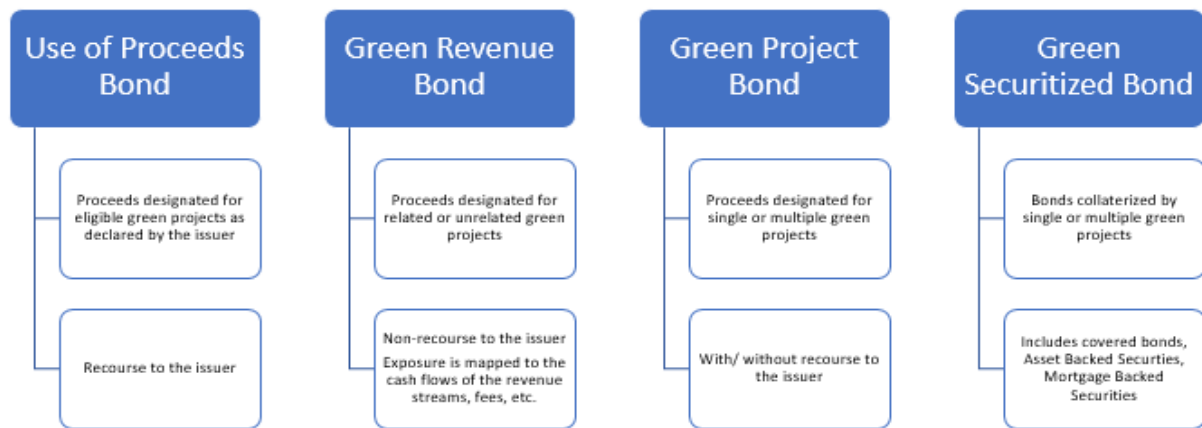 Use of Proceeds
Bond
Proceeds designated for
eligible green projects as
declared by the issuer
Recourse to the issuer
Green Revenue
Bond
Proceeds designated for
related or unrelated green
projects
Non-recourse to the issuer
Exposure is mapped to the
cash flows of the revenue
streams, fees, etc.
Green Project
Bond
Proceeds designated for
single or multiple green
projects
With/ without recourse to
the issuer
Green
Securitized Bond
Bonds collaterized by
single or multiple green
projects
Includes covered bonds,
Asset Backed Securties,
Mortgage Backed
Securities